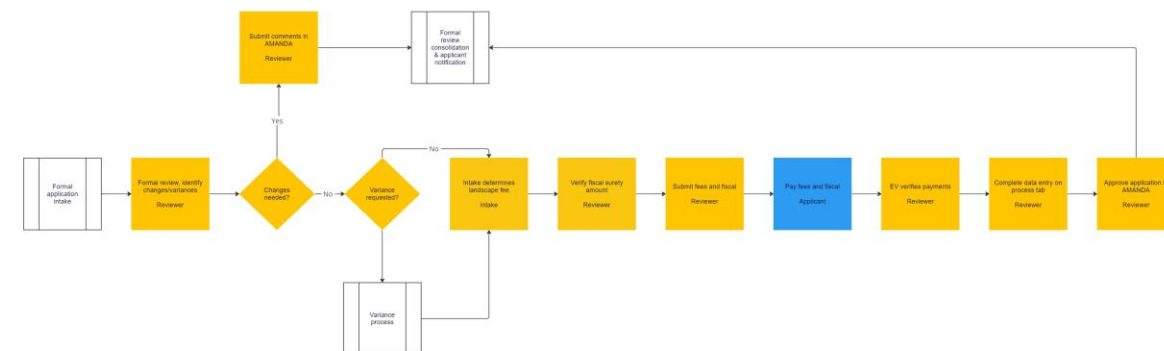 Submit comments in
AMANDA
Reviewer
Formal
review
consolidation
& applicant
notification
Yes
No
Formal
application
intake
Formal review, identify
changes/variances
Reviewer
Changes
needed?
No
Variance
requested?
Intake determines
landscape fee
Intake
Verify fiscal surety
amount
Reviewer
Submit fees and fiscal
Reviewer
Pay fees and fiscal
Applicant
EV verifies payments
Reviewer
Complete data entry on
process tab
Reviewer
Approve application in
AMANDA
Reviewer
Variance
process